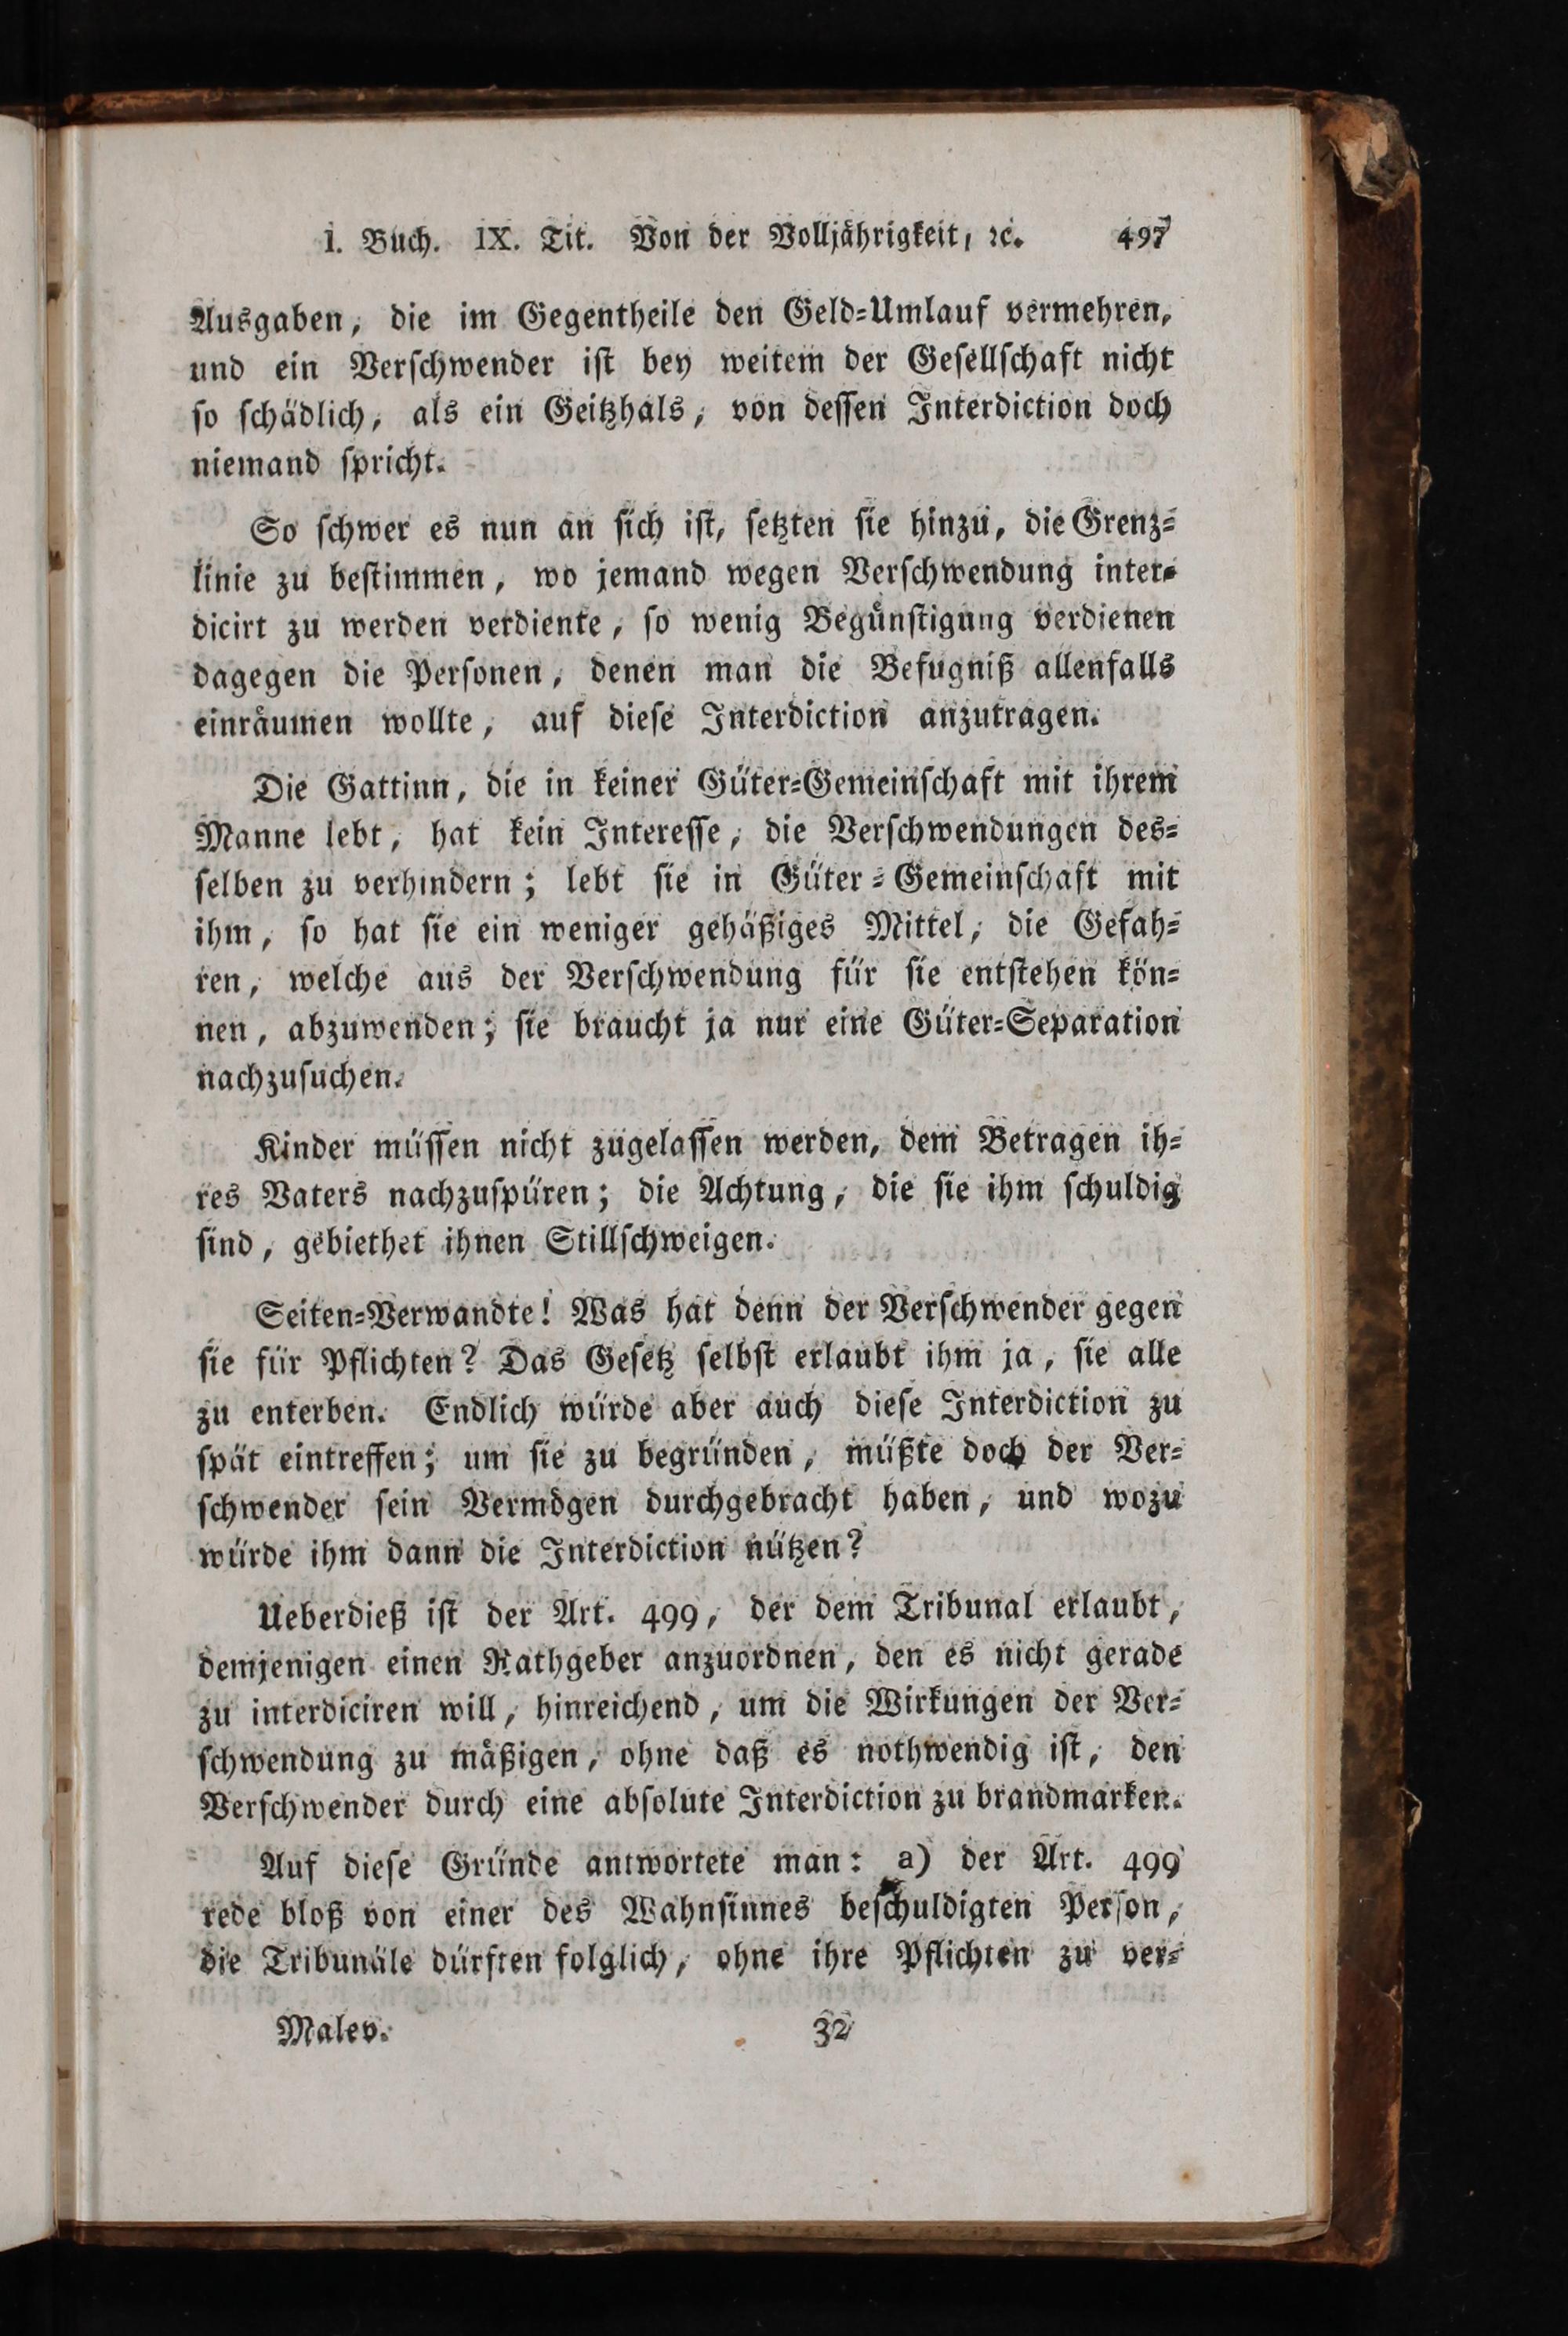 I. Buch. IX. Tit. Von der Volljährigkeit, ꝛc. 497
Ausgaben, die im Gegentheile den Geld=Umlauf vermehren,
und ein Verschwender ist bey weitem der Gesellschaft nicht
so schädlich, als ein Geitzhals, von dessen Interdiction doch
niemand spricht.
So schwer es nun an sich ist, setzten sie hinzu, die Grenz=
linie zu bestimmen, wo jemand wegen Verschwendung inter=
dicirt zu werden verdiente, so wenig Begünstigung verdienen
dagegen die Personen, denen man die Befugniß allenfalls
einräumen wollte, auf diese Interdiction anzutragen.
Die Gattinn, die in keiner Güter=Gemeinschaft mit ihrem
Manne lebt, hat kein Interesse, die Verschwendungen des=
selben zu verhindern; lebt sie in Güter=Gemeinschaft mit
ihm, so hat sie ein weniger gehäßiges Mittel, die Gefah=
ren, welche aus der Verschwendung für sie entstehen kön=
nen, abzuwenden; sie braucht ja nur eine Güter=Separation
nachzusuchen.
Kinder müssen nicht zugelassen werden, dem Betragen ih=
res Vaters nachzuspüren; die Achtung, die sie ihm schuldig
sind, gebiethet ihnen Stillschweigen.
Seiten=Verwandte! Was hat denn der Verschwender gegen
sie für Pflichten? Das Gesetz selbst erlaubt ihm ja, sie alle
zu enterben. Endlich würde aber auch diese Interdiction zu
spät eintreffen; um sie zu begründen, müßte doch der Ver=
schwender sein Vermögen durchgebracht haben, und wozu
würde ihm dann die Interdiction nützen?
Ueberdieß ist der Art. 499, der dem Tribunal erlaubt,
demjenigen einen Rathgeber anzuordnen, den es nicht gerade
zu interdiciren will, hinreichend, um die Wirkungen der Ver=
schwendung zu mäßigen, ohne daß es nothwendig ist, den
Verschwender durch eine absolute Interdiction zu brandmarken.
Auf diese Gründe antwortete man: a) der Art. 499
rede bloß von einer des Wahnsinnes beschuldigten Person,
die Tribunäle dürften folglich, ohne ihre Pflichten zu ver=
Malev. 32